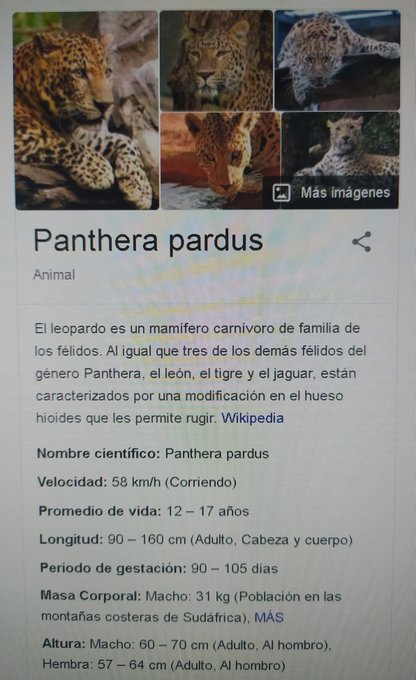 Más imágenes
Panthera pardus
Animal
El leopardo es un mamífero carnívoro de familia de
los félidos. Al igual que tres de los demás félidos del
género Panthera, el león, el tigre y el jaguar, están
caracterizados por una modificación en el hueso
hioides que les permite rugir. Wikipedia
Nombre científico: Panthera pardus
Velocidad: 58 km/h (Corriendo)
Promedio de vida: 12 – 17 años
Longitud: 90 – 160 cm (Adulto, Cabeza y cuerpo)
Periodo de gestación: 90 – 105 días
Masa Corporal: Macho: 31 kg (Población en las
montañas costeras de Sudáfrica), MÁS
Altura: Macho: 60 – 70 cm (Adulto, Al hombro),
Hembra: 57 – 64 cm (Adulto, Al hombro)